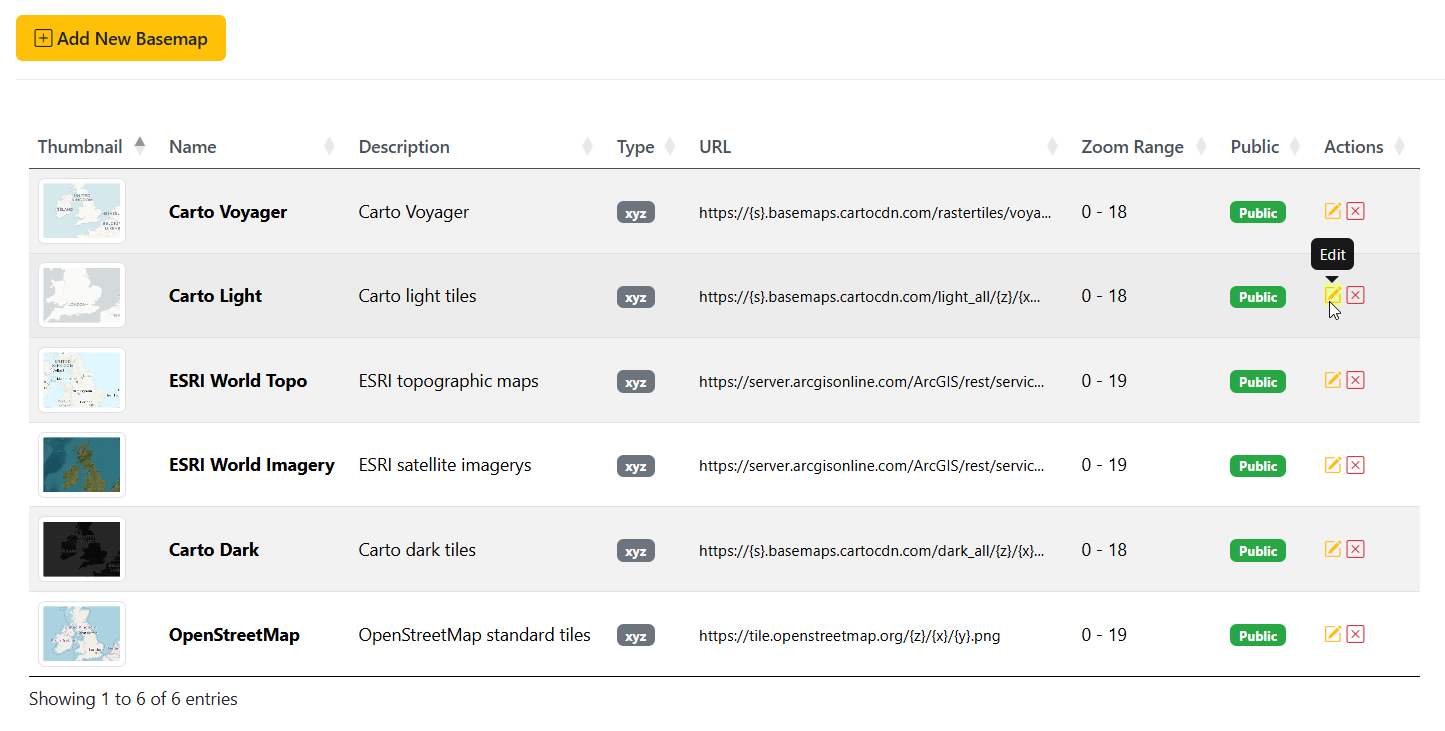 Add New Basemap
Thumbnail Name Description Type URL Zoom Range Public Actions
Carto Voyager Carto Voyager xyz https://{s}.basemaps.cartocdn.com/rastertiles/voya... 0 - 18 Public
Edit
Carto Light Carto light tiles xyz https://{s}.basemaps.cartocdn.com/light_all/{z}/{x... 0 - 18 Public
ESRI World Topo ESRI topographic maps xyz https://server.arcgisonline.com/ArcGIS/rest/servic... 0 - 19 Public
ESRI World Imagery ESRI satellite imagerys xyz https://server.arcgisonline.com/ArcGIS/rest/servic... 0 - 19 Public
Carto Dark Carto dark tiles xyz https://{s}.basemaps.cartocdn.com/dark_all/{z}/{x}... 0 - 18 Public
OpenStreetMap OpenStreetMap standard tiles xyz https://tile.openstreetmap.org/{z}/{x}/{y}.png 0 - 19 Public
Showing 1 to 6 of 6 entries